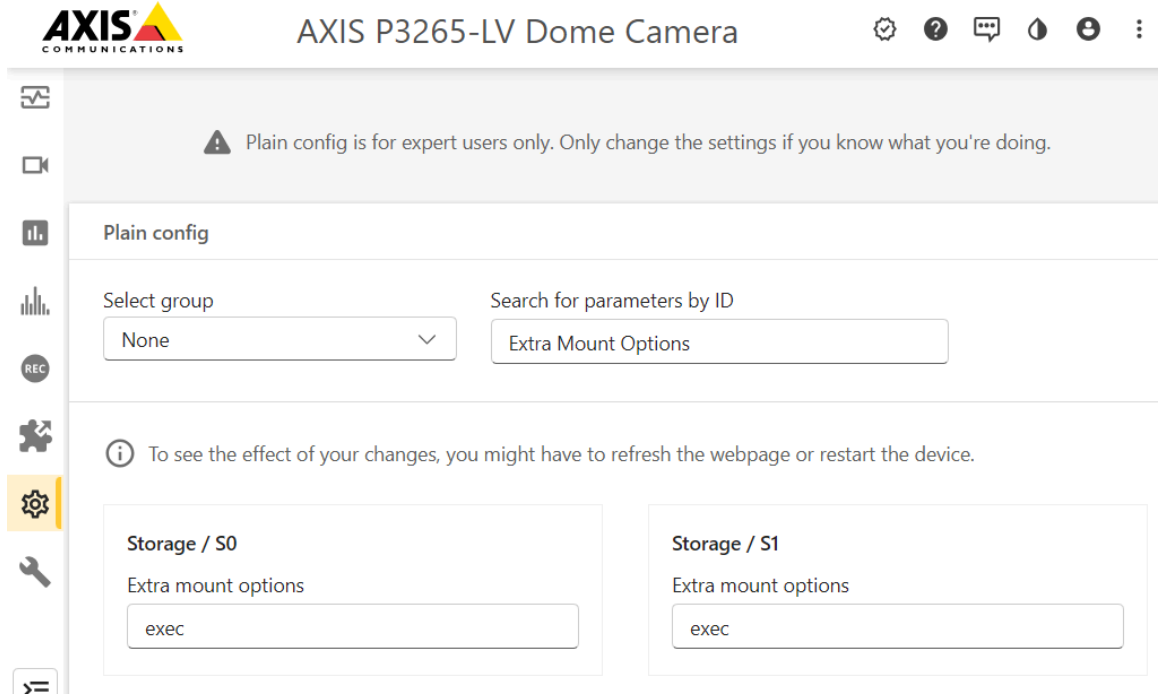 AXIS
COMMUNICATIONS
AXIS P3265-LV Dome Camera
Plain config is for expert users only. Only change the settings if you know what you're doing.
Plain config
Select group
None
Search for parameters by ID
Extra Mount Options
REC
To see the effect of your changes, you might have to refresh the webpage or restart the device.
Storage / S0
Extra mount options
exec
Storage / S1
Extra mount options
exec